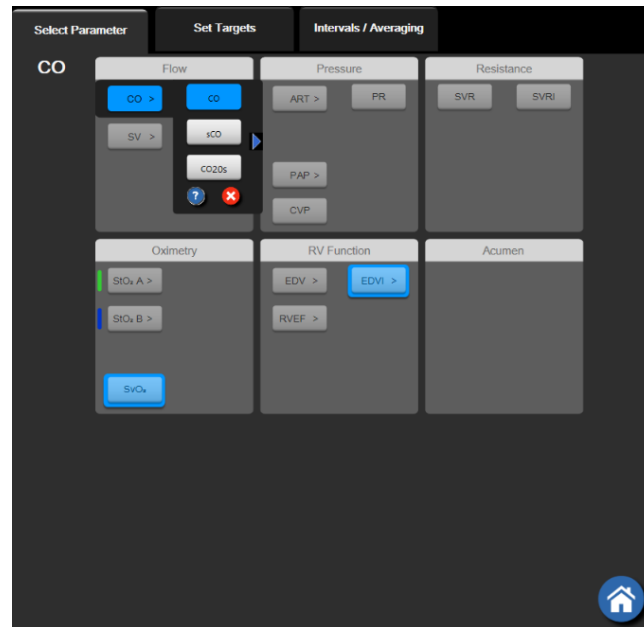 Select Parameter
Set Targets
Intervals / Averaging
CO
Flow
Pressure
Resistance
CO >
CO
ART >
PR
SVR
SVRI
SV >
sCO
CO20s
PAP >
?
CVP
Oximetry
RV Function
Acumen
StO₂ A >
EDV >
EDVI >
StO₂ B >
RVEF >
SvO₂